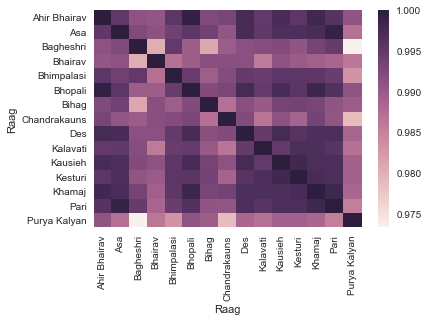 Raag
Ahir Bhairav
Asa
Bagheshri
Bhairav
Bhimpalasi
Bhopali
Bihag
Chandrakauns
Des
Kalavati
Kausieh
Kesturi
Khamaj
Pari
Purya Kalyan
Ahir Bhairav
Asa
Bagheshri
Bhairav
Bhimpalasi
Bhopali
Bihag
Chandrakauns
Des
Kalavati
Kausieh
Kesturi
Khamaj
Pari
Purya Kalyan
Raag
1.000
0.995
0.990
0.985
0.980
0.975